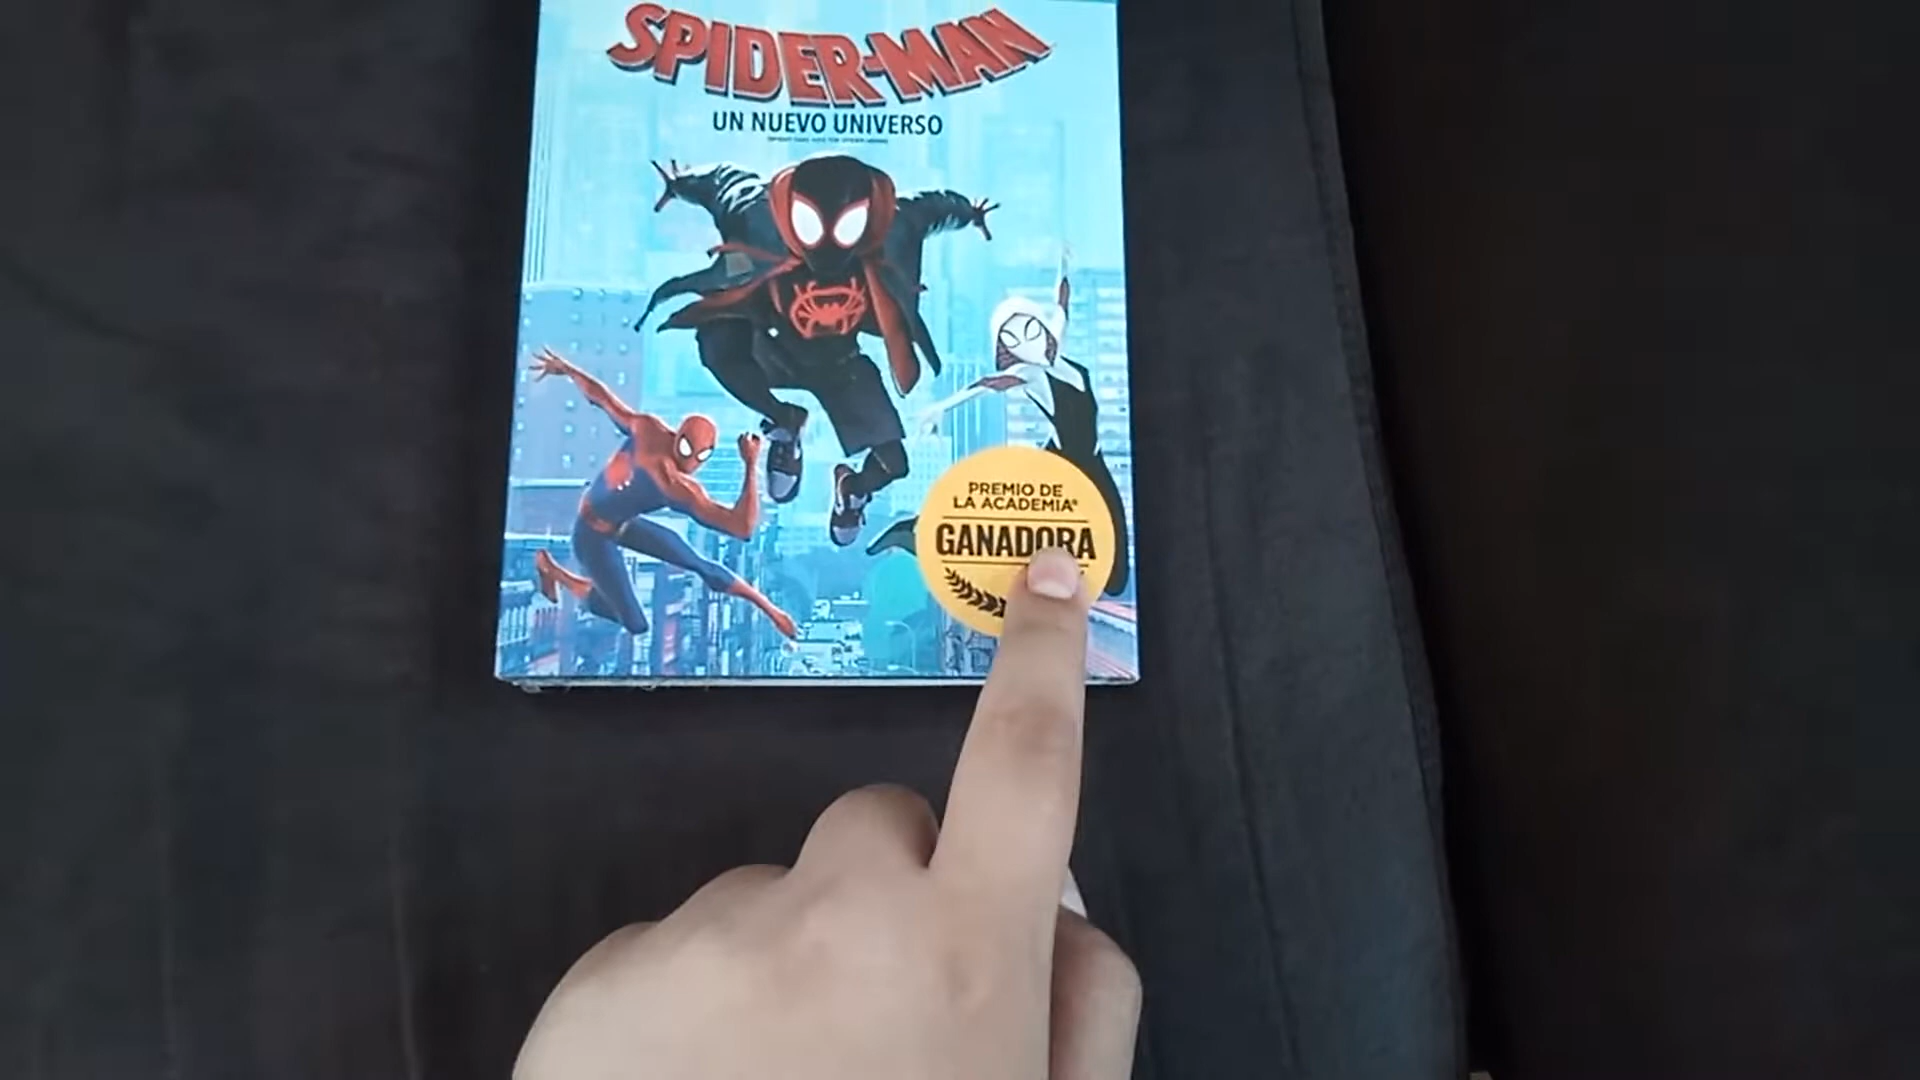 SPIDER-MAN
UN NUEVO UNIVERSO
PREMIO DE
LA ACADEMIA®
GANADORA